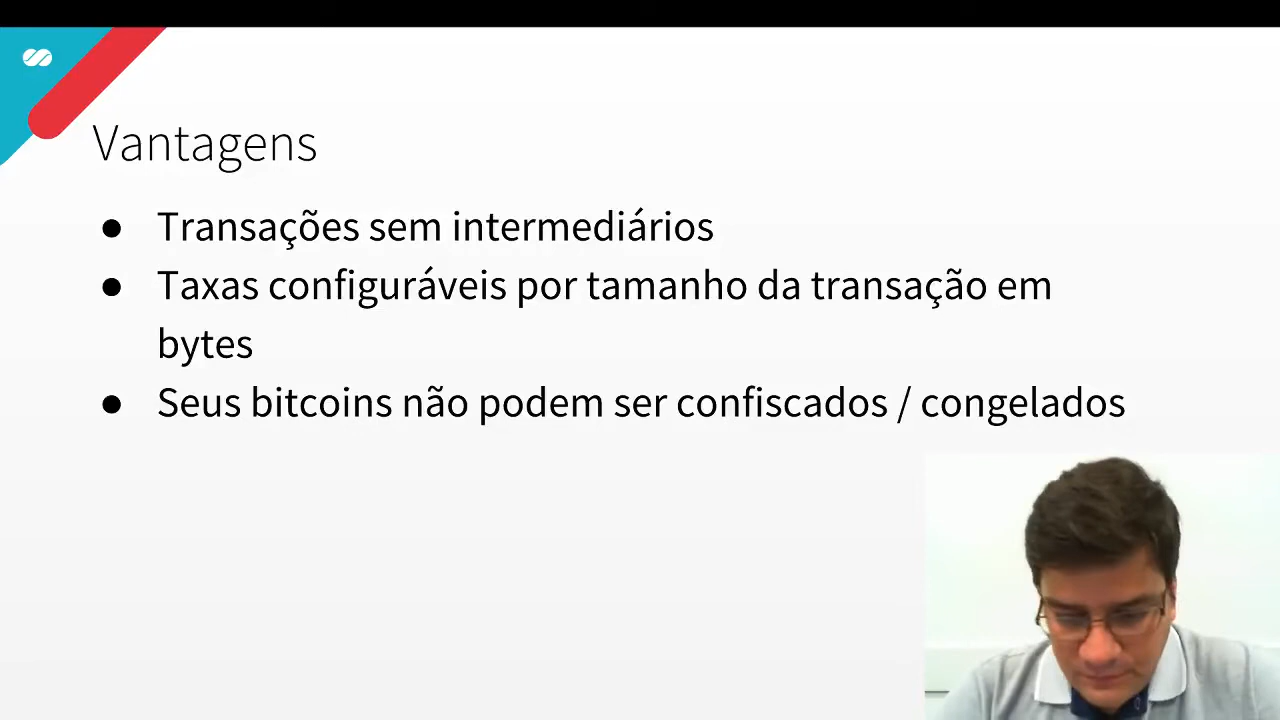 Vantagens
● Transações sem intermediários
● Taxas configuráveis por tamanho da transação em
bytes
● Seus bitcoins não podem ser confiscados / congelados